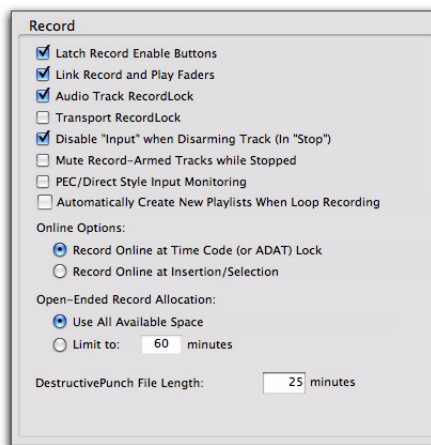 Record
Latch Record Enable Buttons
Link Record and Play Faders
Audio Track RecordLock
Transport RecordLock
Disable "Input" when Disarming Track (In "Stop")
Mute Record-Armed Tracks while Stopped
PEC/Direct Style Input Monitoring
Automatically Create New Playlists When Loop Recording
Online Options:
Record Online at Time Code (or ADAT) Lock
Record Online at Insertion/Selection
Open-Ended Record Allocation:
Use All Available Space
Limit to: 60 minutes
DestructivePunch File Length: 25 minutes